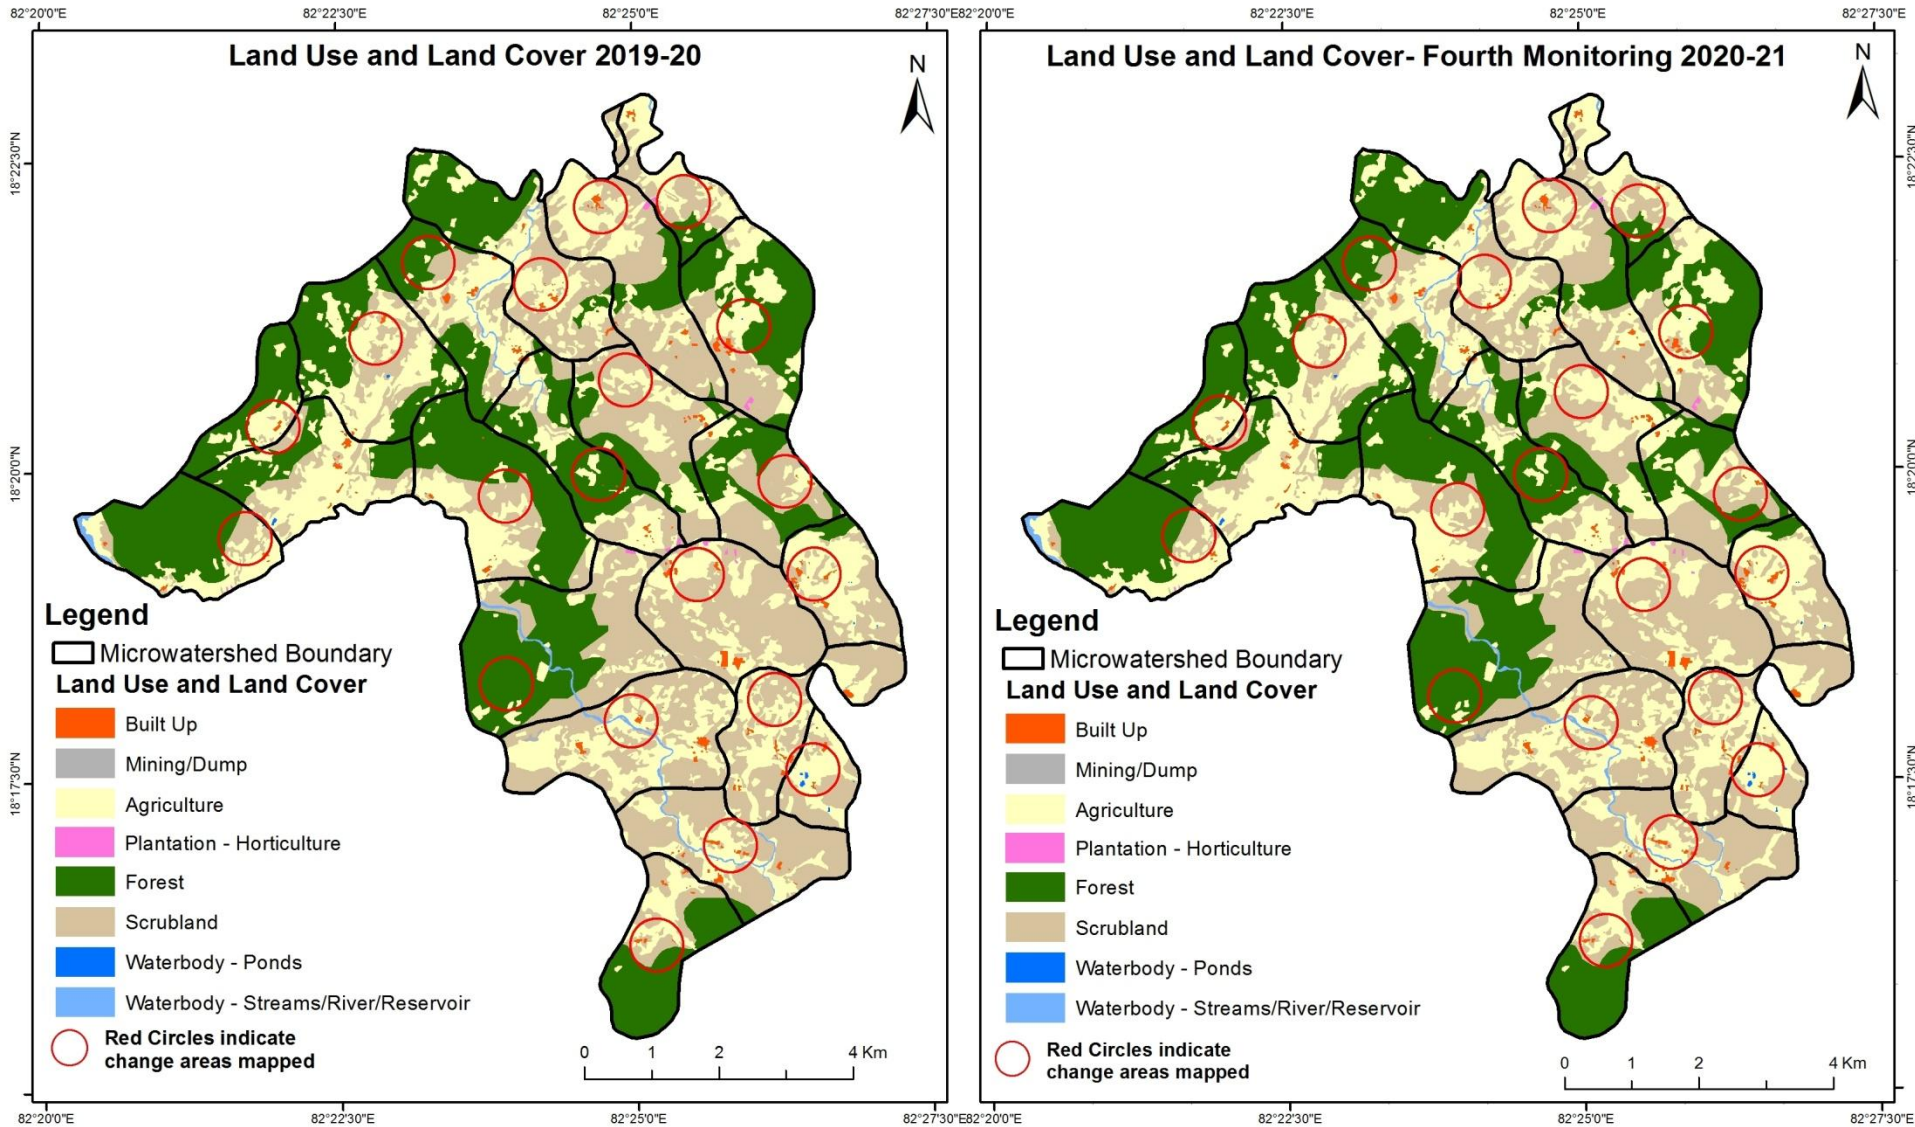 82°20'0"E 82°22'30"E 82°25'0"E 82°27'30"E
Land Use and Land Cover 2019-20
N
18°22'30"N
18°20'0"N
18°17'30"N
Legend
Microwatershed Boundary
Land Use and Land Cover
Built Up
Mining/Dump
Agriculture
Plantation - Horticulture
Forest
Scrubland
Waterbody - Ponds
Waterbody - Streams/River/Reservoir
Red Circles indicate
change areas mapped
0 1 2 4 Km
82°20'0"E 82°22'30"E 82°25'0"E 82°27'30"E
82°20'0"E 82°22'30"E 82°25'0"E 82°27'30"E
Land Use and Land Cover- Fourth Monitoring 2020-21
N
18°22'30"N
18°20'0"N
18°17'30"N
Legend
Microwatershed Boundary
Land Use and Land Cover
Built Up
Mining/Dump
Agriculture
Plantation - Horticulture
Forest
Scrubland
Waterbody - Ponds
Waterbody - Streams/River/Reservoir
Red Circles indicate
change areas mapped
0 1 2 4 Km
82°20'0"E 82°22'30"E 82°25'0"E 82°27'30"E